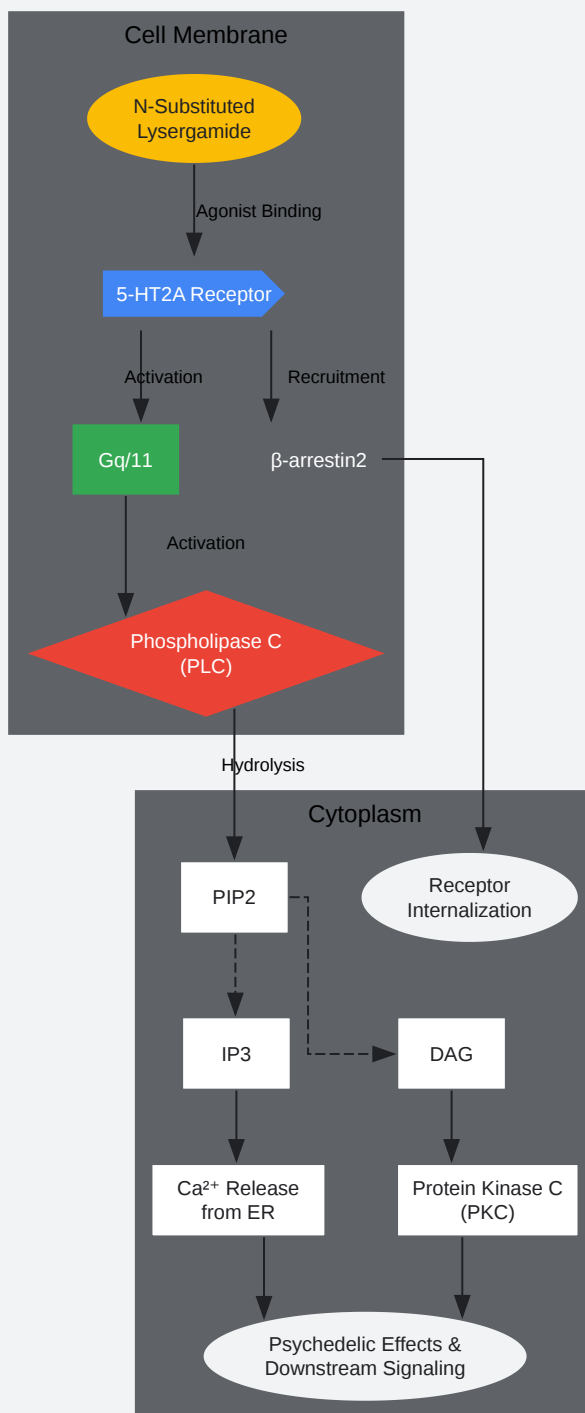 Cell Membrane
N-Substituted
Lysergamide
Agonist Binding
5-HT2A Receptor
Activation
Recruitment
Gq/11
β-arrestin2
Activation
Phospholipase C
(PLC)
Hydrolysis
Cytoplasm
PIP2
Receptor
Internalization
IP3
DAG
Ca²⁺ Release
from ER
Protein Kinase C
(PKC)
Psychedelic Effects &
Downstream Signaling